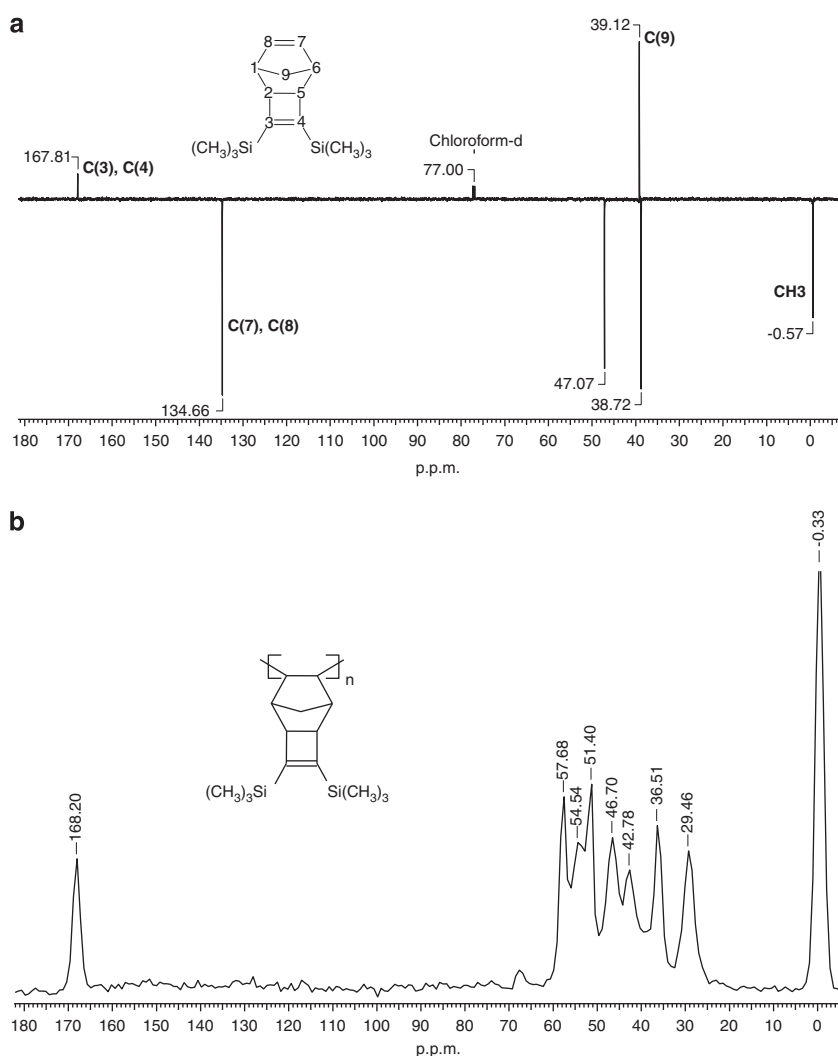 a
8
7
1
9
6
2
5
3
4
(CH3)3Si
Si(CH3)3
39.12
C(9)
167.81
C(3), C(4)
Chloroform-d
77.00
C(7), C(8)
134.66
47.07
38.72
CH3
-0.57
180 170 160 150 140 130 120 110 100 90 80 70 60 50 40 30 20 10 0
p.p.m.
b
n
(CH3)3Si
Si(CH3)3
168.20
57.68
54.54
51.40
46.70
42.78
36.51
29.46
-0.33
180 170 160 150 140 130 120 110 100 90 80 70 60 50 40 30 20 10 0
p.p.m.